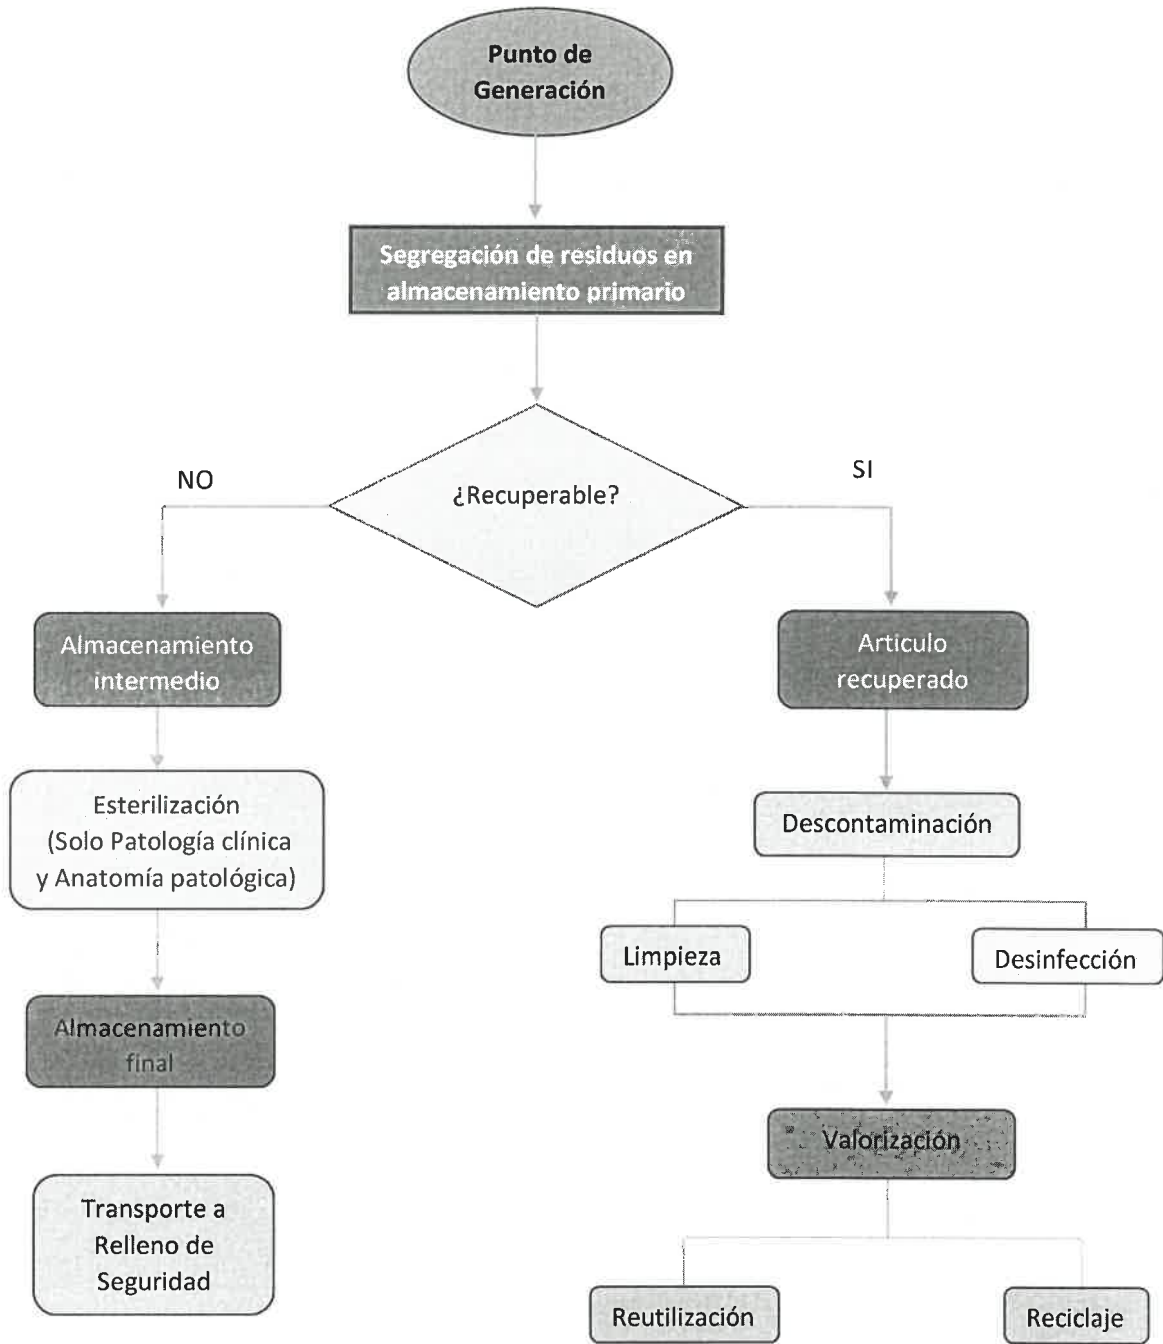 Punto de
Generación
Segregación de residuos en
almacenamiento primario
¿Recuperable?
NO
SI
Almacenamiento
intermedio
Esterilización
(Solo Patología clínica
y Anatomía patológica)
Almacenamiento
final
Transporte a
Relleno de
Seguridad
Articulo
recuperado
Descontaminación
Limpieza
Desinfección
Valorización
Reutilización
Reciclaje